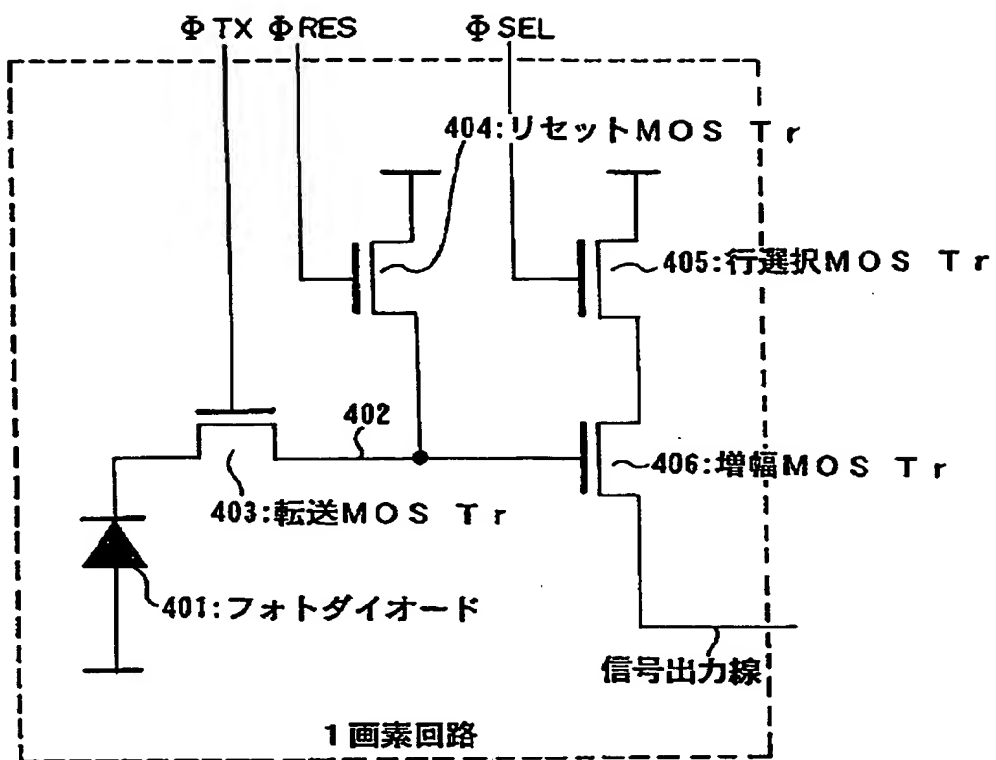 ΦTX ΦRES ΦSEL
404:リセットMOS Tr
405:行選択MOS Tr
402
406:増幅MOS Tr
403:転送MOS Tr
401:フォトダイオード
信号出力線
1画素回路